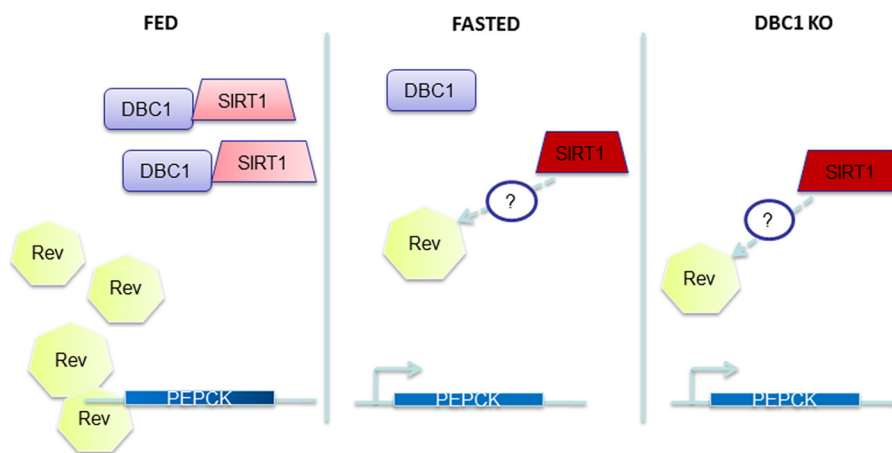 FED
DBC1
SIRT1
DBC1
SIRT1
Rev
Rev
Rev
Rev
PEPCK
FASTED
DBC1
SIRT1
?
Rev
PEPCK
DBC1 KO
SIRT1
?
Rev
PEPCK